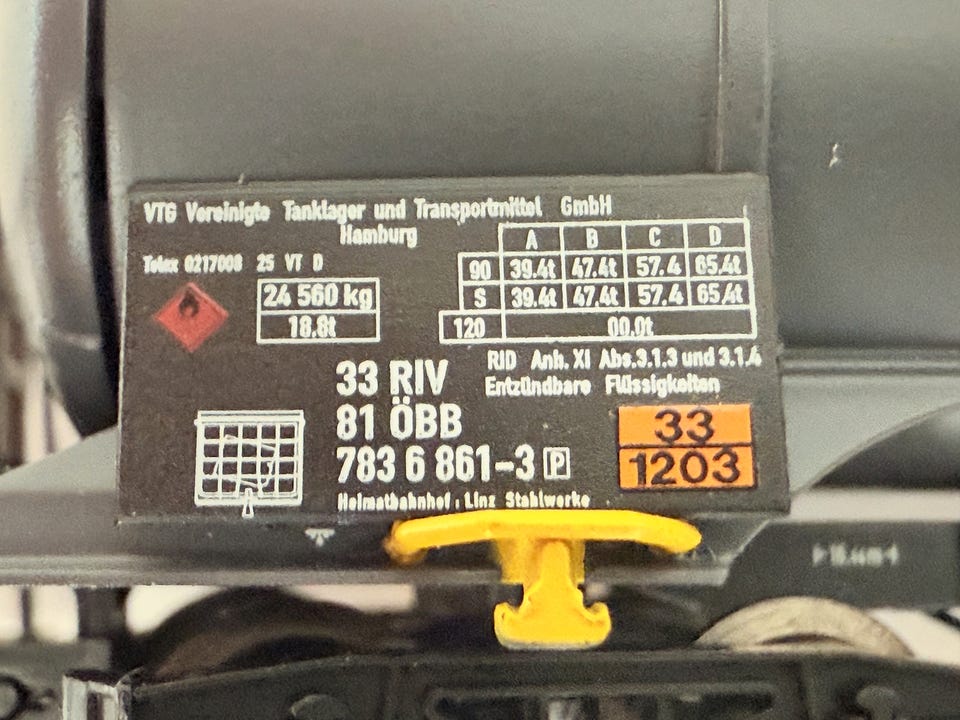 VTG Vereinigte Tanklager und Transportmittel GmbH
Hamburg
Telex 0217008 25 VT D
24 560 kg
18.8t
A B C D
90 39.4t 47.4t 57.4 65.4t
S 39.4t 47.4t 57.4 65.4t
120 00.0t
RID Anh. XI Abs.3.1.3 und 3.1.4
Entzündbare Flüssigkeiten
33 RIV
81 ÖBB
783 6 861-3 P
Heimatbahnhof: Linz Stahlwerke
33
1203